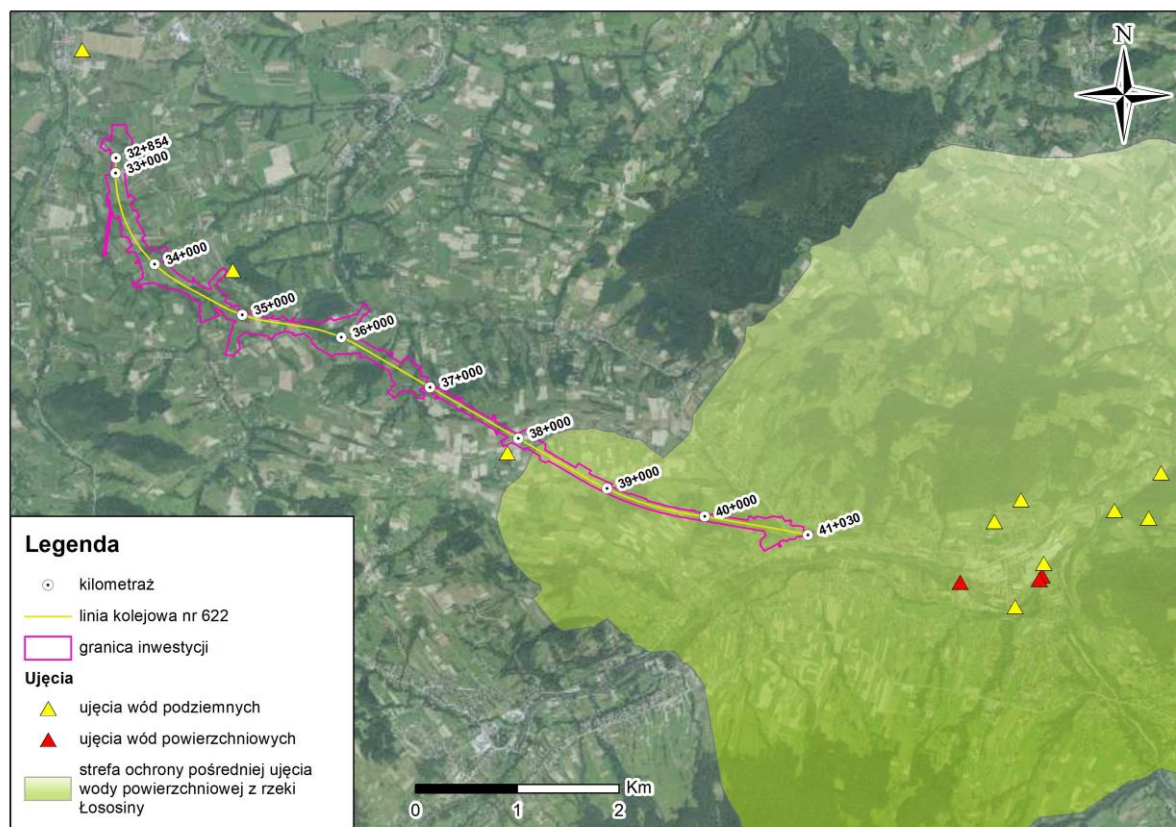 N
32+854
33+000
34+000
35+000
36+000
37+000
38+000
39+000
40+000
41+030
Legenda
kilometraż
linia kolejowa nr 622
granica inwestycji
Ujęcia
ujęcia wód podziemnych
ujęcia wód powierzchniowych
strefa ochrony pośredniej ujęcia
wody powierzchniowej z rzeki
Łososiny
Km
0 1 2